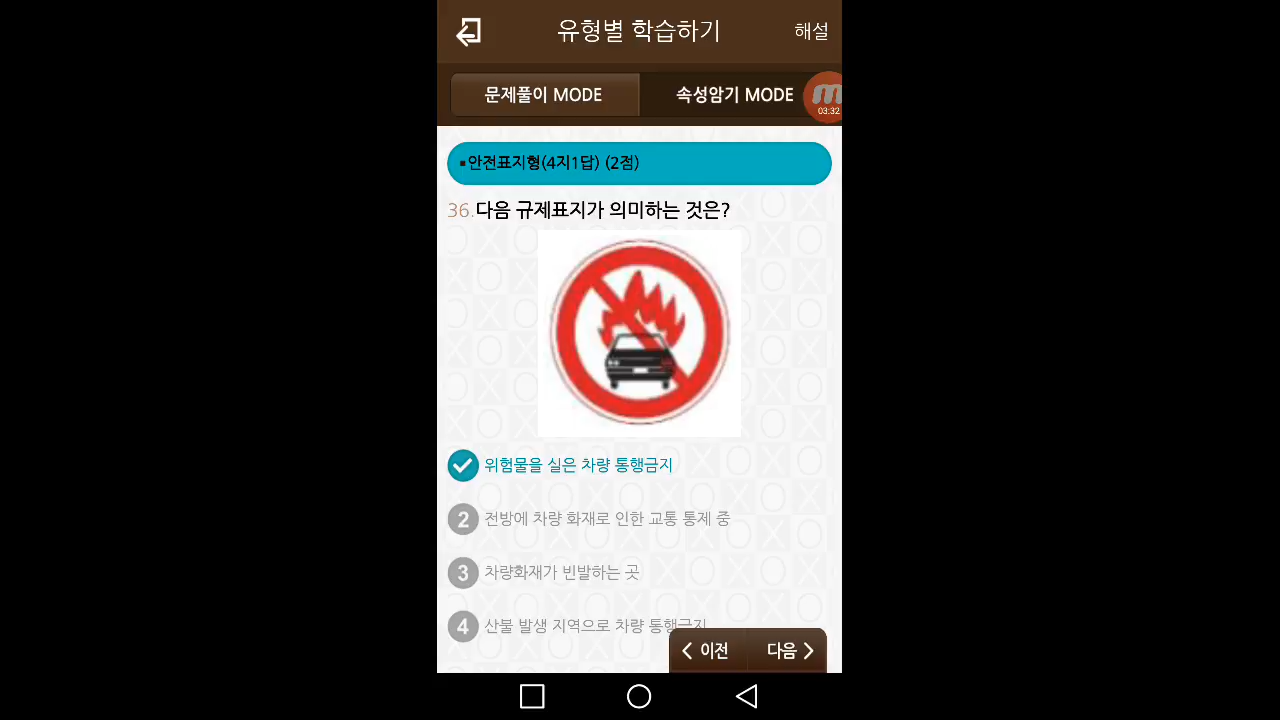 유형별 학습하기 해설
문제풀이 MODE 속성암기 MODE
03:32
▪안전표지형(4지1답) (2점)
36.다음 규제표지가 의미하는 것은?
위험물을 실은 차량 통행금지
2 전방에 차량 화재로 인한 교통 통제 중
3 차량화재가 빈발하는 곳
4 산불 발생 지역으로 차량 통행금지
이전 다음